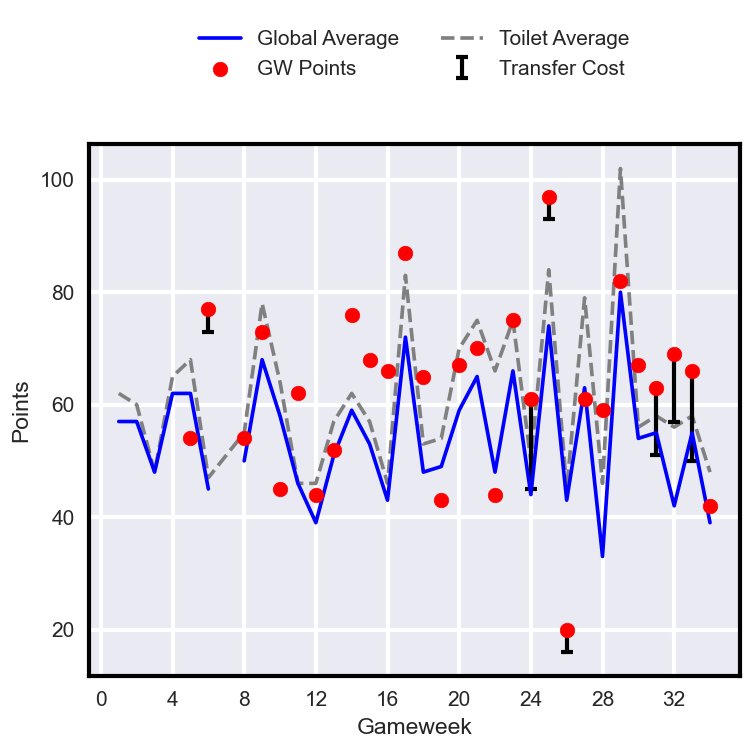 Global Average
Toilet Average
GW Points
Transfer Cost
100
80
60
40
20
Points
0 4 8 12 16 20 24 28 32
Gameweek